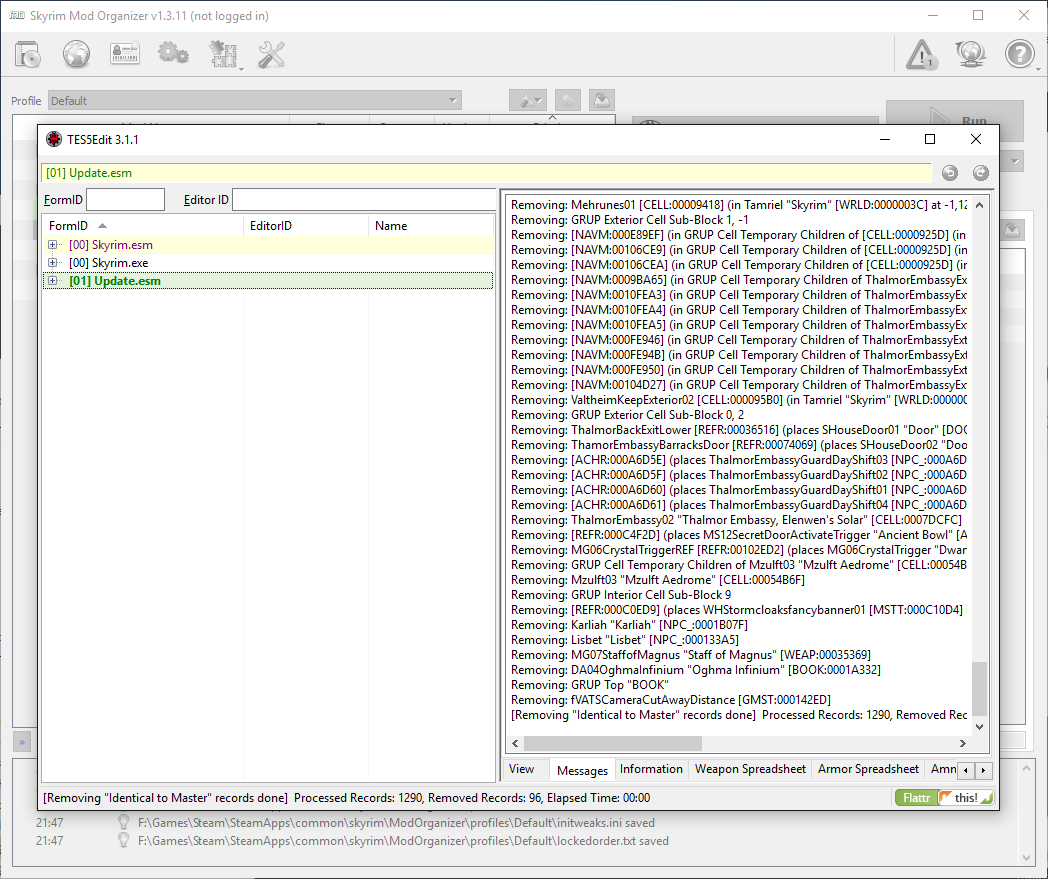 Skyrim Mod Organizer v1.3.11 (not logged in)
1
Profile
Default
Run
TES5Edit 3.1.1
[01] Update.esm
FormID
Editor ID
FormID
EditorID
Name
[00] Skyrim.esm
[00] Skyrim.exe
[01] Update.esm
Removing: Mehrunes01 [CELL:00009418] (in Tamriel "Skyrim" [WRLD:0000003C] at -1,12
Removing: GRUP Exterior Cell Sub-Block 1, -1
Removing: [NAVM:000E89EF] (in GRUP Cell Temporary Children of [CELL:0000925D] (in
Removing: [NAVM:00106CE9] (in GRUP Cell Temporary Children of [CELL:0000925D] (in
Removing: [NAVM:00106CEA] (in GRUP Cell Temporary Children of [CELL:0000925D] (in
Removing: [NAVM:0009BA65] (in GRUP Cell Temporary Children of ThalmorEmbassyExt
Removing: [NAVM:0010FEA3] (in GRUP Cell Temporary Children of ThalmorEmbassyExt
Removing: [NAVM:0010FEA4] (in GRUP Cell Temporary Children of ThalmorEmbassyExt
Removing: [NAVM:0010FEA5] (in GRUP Cell Temporary Children of ThalmorEmbassyExt
Removing: [NAVM:000FE946] (in GRUP Cell Temporary Children of ThalmorEmbassyExt
Removing: [NAVM:000FE94B] (in GRUP Cell Temporary Children of ThalmorEmbassyExt
Removing: [NAVM:000FE950] (in GRUP Cell Temporary Children of ThalmorEmbassyExt
Removing: [NAVM:00104D27] (in GRUP Cell Temporary Children of ThalmorEmbassyExt
Removing: ValtheimKeepExterior02 [CELL:000095B0] (in Tamriel "Skyrim" [WRLD:000000
Removing: GRUP Exterior Cell Sub-Block 0, 2
Removing: ThalmorBackExitLower [REFR:00036516] (places SHouseDoor01 "Door" [DOO
Removing: ThamorEmbassyBarracksDoor [REFR:00074069] (places SHouseDoor02 "Doo
Removing: [ACHR:000A6D5E] (places ThalmorEmbassyGuardDayShift03 [NPC_:000A6D
Removing: [ACHR:000A6D5F] (places ThalmorEmbassyGuardDayShift02 [NPC_:000A6D
Removing: [ACHR:000A6D60] (places ThalmorEmbassyGuardDayShift01 [NPC_:000A6D
Removing: [ACHR:000A6D61] (places ThalmorEmbassyGuardDayShift04 [NPC_:000A6D
Removing: ThalmorEmbassy02 "Thalmor Embassy, Elenwen's Solar" [CELL:0007DCFC]
Removing: [REFR:000C4F2D] (places MS12SecretDoorActivateTrigger "Ancient Bowl" [A
Removing: MG06CrystalTriggerREF [REFR:00102ED2] (places MG06CrystalTrigger "Dwar
Removing: GRUP Cell Temporary Children of Mzulft03 "Mzulft Aedrome" [CELL:00054B
Removing: Mzulft03 "Mzulft Aedrome" [CELL:00054B6F]
Removing: GRUP Interior Cell Sub-Block 9
Removing: [REFR:000C0ED9] (places WHStormcloaksfancybanner01 [MSTT:000C10D4]
Removing: Karliah "Karliah" [NPC_:0001B07F]
Removing: Lisbet "Lisbet" [NPC_:000133A5]
Removing: MG07StaffofMagnus "Staff of Magnus" [WEAP:00035369]
Removing: DA04OghmaInfinium "Oghma Infinium" [BOOK:0001A332]
Removing: GRUP Top "BOOK"
Removing: fVATSCameraCutAwayDistance [GMST:000142ED]
[Removing "Identical to Master" records done]  Processed Records: 1290, Removed Rec
View
Messages
Information
Weapon Spreadsheet
Armor Spreadsheet
Amn
[Removing "Identical to Master" records done]  Processed Records: 1290, Removed Records: 96, Elapsed Time: 00:00
Flattr this!
21:47 F:\Games\Steam\SteamApps\common\skyrim\ModOrganizer\profiles\Default\initweaks.ini saved
21:47 F:\Games\Steam\SteamApps\common\skyrim\ModOrganizer\profiles\Default\lockedorder.txt saved